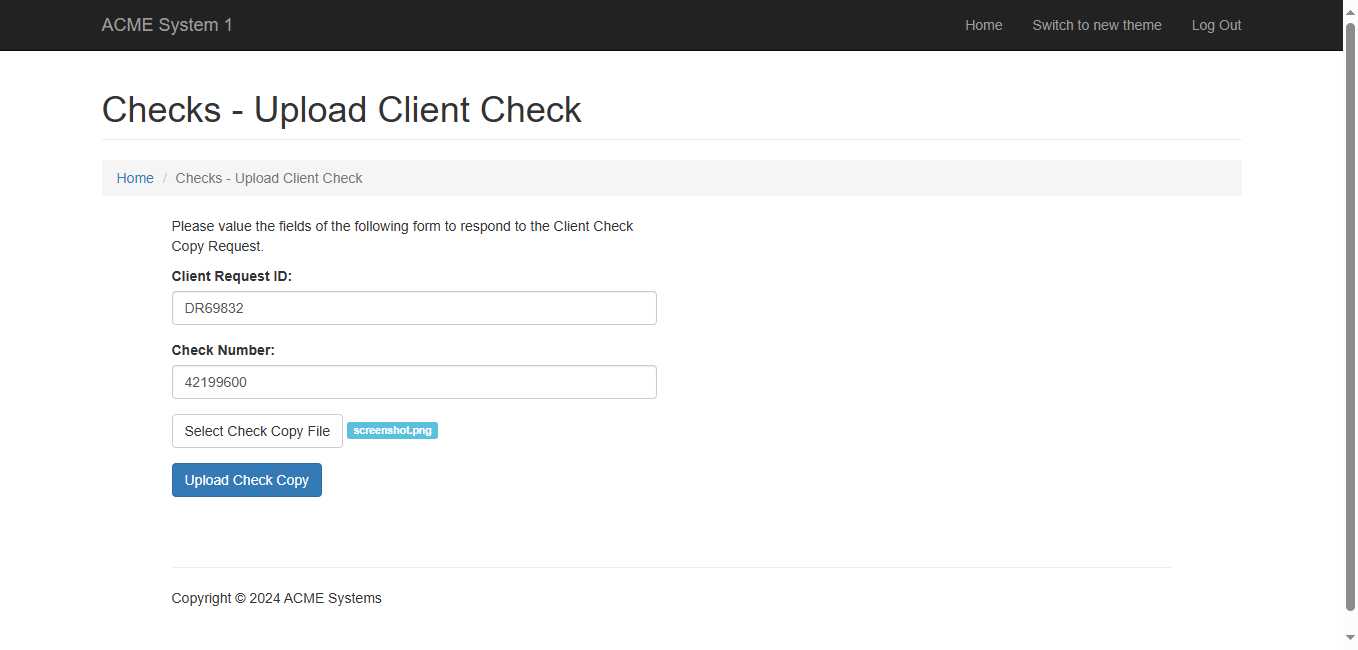 ACME System 1
Home
Switch to new theme
Log Out
Checks - Upload Client Check
Home / Checks - Upload Client Check
Please value the fields of the following form to respond to the Client Check
Copy Request.
Client Request ID:
DR69832
Check Number:
42199600
Select Check Copy File
screenshot.png
Upload Check Copy
Copyright © 2024 ACME Systems